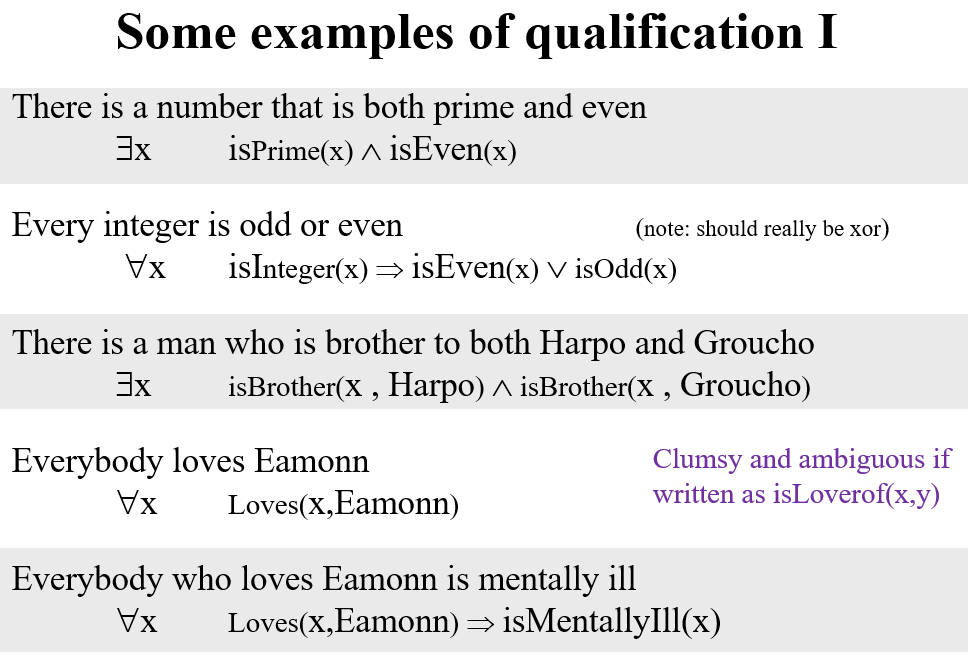 Some examples of qualification I
There is a number that is both prime and even
∃x isPrime(x) ∧ isEven(x)
Every integer is odd or even (note: should really be xor)
∀x isInteger(x) ⇒ isEven(x) ∨ isOdd(x)
There is a man who is brother to both Harpo and Groucho
∃x isBrother(x , Harpo) ∧ isBrother(x , Groucho)
Everybody loves Eamonn
∀x Loves(x,Eamonn)
Clumsy and ambiguous if
written as isLoverof(x,y)
Everybody who loves Eamonn is mentally ill
∀x Loves(x,Eamonn) ⇒ isMentallyIll(x)